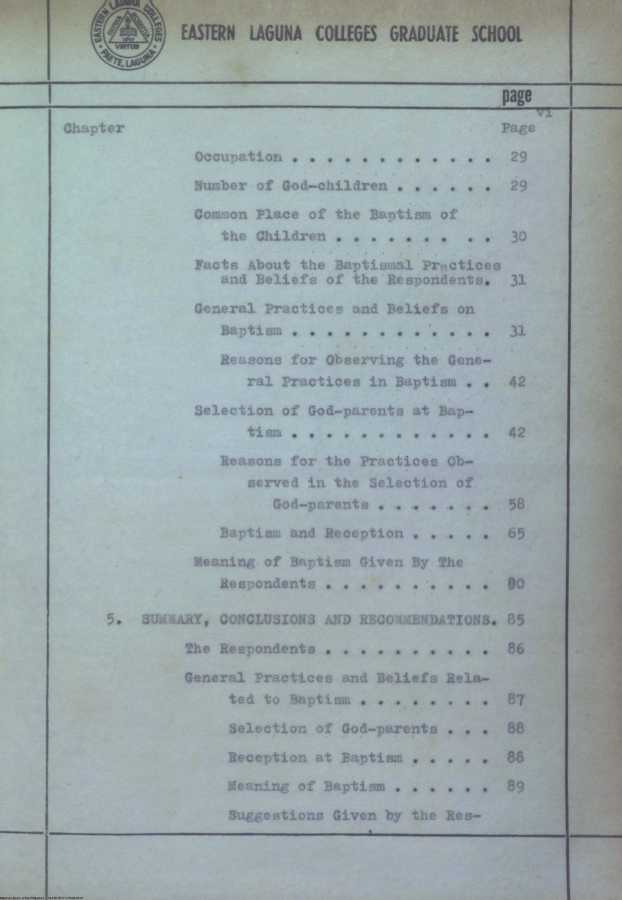 EASTERN LAGUNA COLLEGES
VIRTUS
PAETE, LAGUNA
EASTERN LAGUNA COLLEGES GRADUATE SCHOOL
page
vi
Chapter Page
Occupation . . . . . . . . . . . . 29
Number of God-children . . . . . . 29
Common Place of the Baptism of
the Children . . . . . . . . . 30
Facts About the Baptismal Practices
and Beliefs of the Respondents. 31
General Practices and Beliefs on
Baptism . . . . . . . . . . . . 31
Reasons for Observing the Gene-
ral Practices in Baptism . . 42
Selection of God-parents at Bap-
tism . . . . . . . . . . . . 42
Reasons for the Practices Ob-
served in the Selection of
God-parents . . . . . . . 58
Baptism and Reception . . . . . 65
Meaning of Baptism Given By The
Respondents . . . . . . . . . . 80
5. SUMMARY, CONCLUSIONS AND RECOMMENDATIONS. 85
The Respondents . . . . . . . . . . 86
General Practices and Beliefs Rela-
ted to Baptism . . . . . . . . 87
Selection of God-parents . . . 88
Reception at Baptism . . . . . 88
Meaning of Baptism . . . . . . 89
Suggestions Given by the Res-